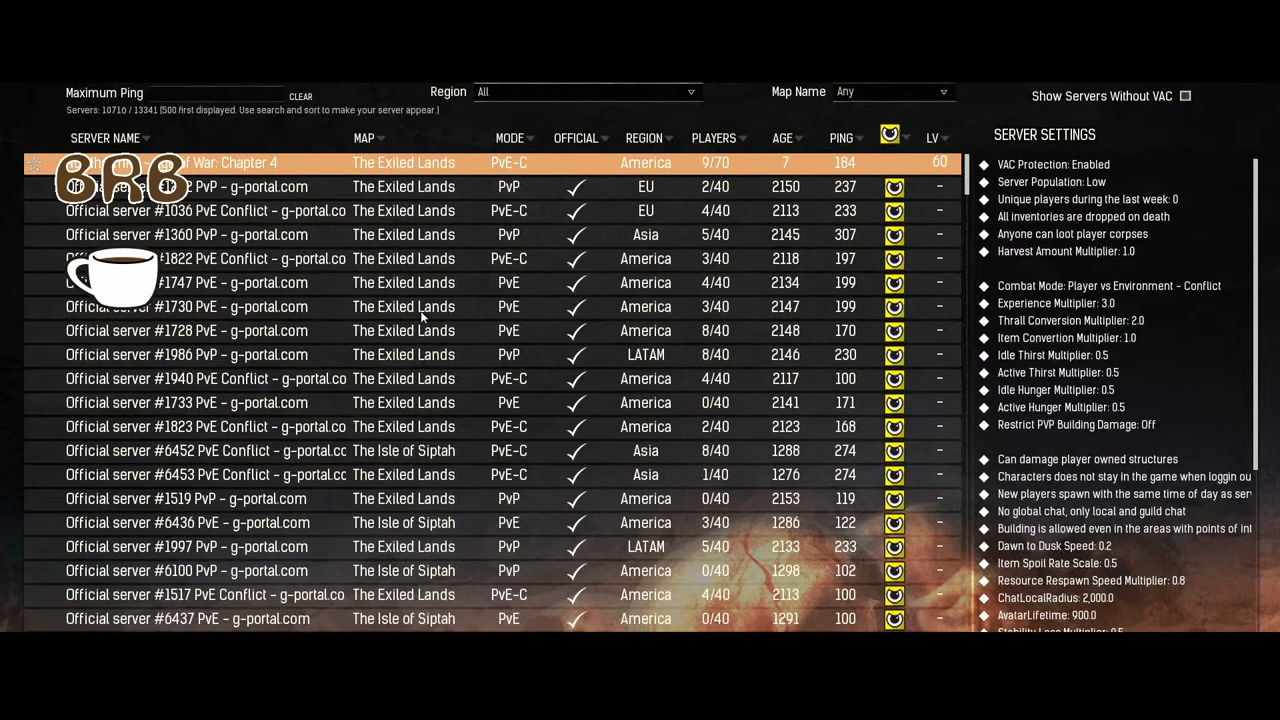 Maximum Ping CLEAR Region All Map Name Any Show Servers Without VAC
Servers: 10716 / 13341 (500 first displayed. Use search and sort to make your server appear.)
SERVER NAME MAP MODE OFFICIAL REGION PLAYERS AGE PING LV
of War: Chapter 4 The Exiled Lands PvE-C America 9/70 7 184 60
BRB
PvP - g-portal.com The Exiled Lands PvP EU 2/40 2150 237 -
Official server #1036 PvE Conflict - g-portal.co The Exiled Lands PvE-C EU 4/40 2113 233 -
Official server #1360 PvP - g-portal.com The Exiled Lands PvP Asia 5/40 2145 307 -
#1822 PvE Conflict - g-portal.co The Exiled Lands PvE-C America 3/40 2118 197 -
#1747 PvE - g-portal.com The Exiled Lands PvE America 4/40 2134 199 -
Official server #1730 PvE - g-portal.com The Exiled Lands PvE America 3/40 2147 199 -
Official server #1728 PvE - g-portal.com The Exiled Lands PvE America 8/40 2148 170 -
Official server #1986 PvP - g-portal.com The Exiled Lands PvP LATAM 8/40 2146 230 -
Official server #1940 PvE Conflict - g-portal.co The Exiled Lands PvE-C America 4/40 2117 100 -
Official server #1733 PvE - g-portal.com The Exiled Lands PvE America 0/40 2141 171 -
Official server #1823 PvE Conflict - g-portal.co The Exiled Lands PvE-C America 2/40 2123 168 -
Official server #6452 PvE Conflict - g-portal.cc The Isle of Siptah PvE-C Asia 8/40 1288 274 -
Official server #6453 PvE Conflict - g-portal.cc The Isle of Siptah PvE-C Asia 1/40 1276 274 -
Official server #1519 PvP - g-portal.com The Exiled Lands PvP America 0/40 2153 119 -
Official server #6436 PvE - g-portal.com The Isle of Siptah PvE America 3/40 1286 122 -
Official server #1997 PvP - g-portal.com The Exiled Lands PvP LATAM 5/40 2133 233 -
Official server #6100 PvP - g-portal.com The Isle of Siptah PvP America 0/40 1298 102 -
Official server #1517 PvE Conflict - g-portal.co The Exiled Lands PvE-C America 4/40 2113 100 -
Official server #6437 PvE - g-portal.com The Isle of Siptah PvE America 0/40 1291 100 -
SERVER SETTINGS
VAC Protection: Enabled
Server Population: Low
Unique players during the last week: 0
All inventories are dropped on death
Anyone can loot player corpses
Harvest Amount Multiplier: 1.0
Combat Mode: Player vs Environment - Conflict
Experience Multiplier: 3.0
Thrall Conversion Multiplier: 2.0
Item Convertion Multiplier: 1.0
Idle Thirst Multiplier: 0.5
Active Thirst Multiplier: 0.5
Idle Hunger Multiplier: 0.5
Active Hunger Multiplier: 0.5
Restrict PVP Building Damage: Off
Can damage player owned structures
Characters does not stay in the game when loggin ou
New players spawn with the same time of day as ser
No global chat, only local and guild chat
Building is allowed even in the areas with points of int
Dawn to Dusk Speed: 0.2
Item Spoil Rate Scale: 0.5
Resource Respawn Speed Multiplier: 0.8
ChatLocalRadius: 2,000.0
AvatarLifetime: 900.0
Stability Loss Multiplier: 0.5